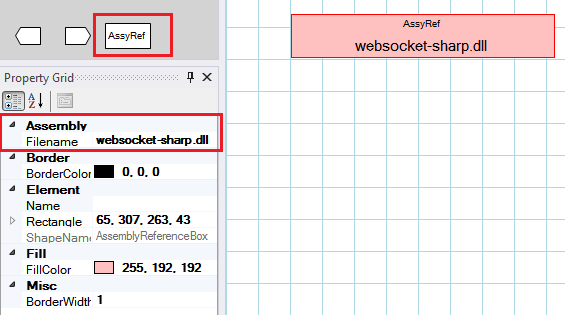 AssyRef
AssyRef
websocket-sharp.dll
Property Grid
A
Z
Assembly
Filename websocket-sharp.dll
Border
BorderColor 0, 0, 0
Element
Name
Rectangle 65, 307, 263, 43
ShapeName AssemblyReferenceBox
Fill
FillColor 255, 192, 192
Misc
BorderWidth 1